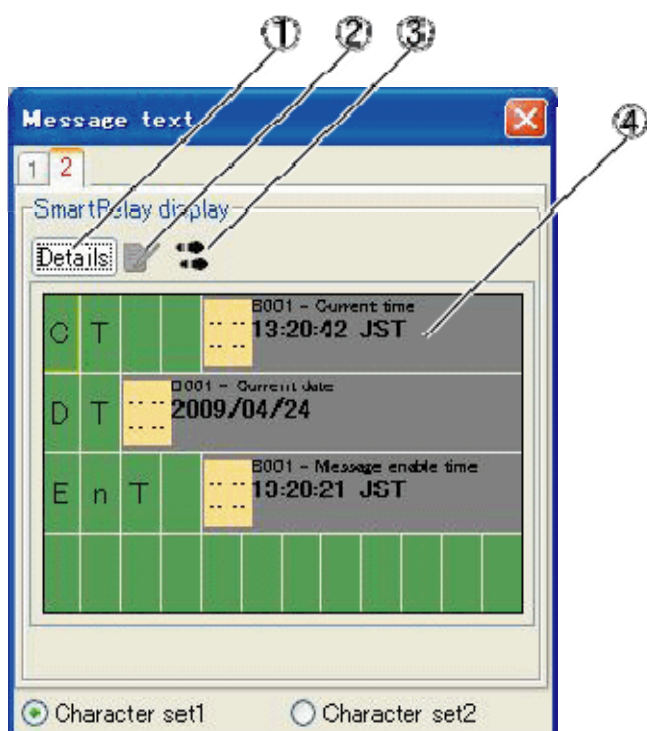 ① ② ③
Message text
④
1 2
SmartRelay display
Details
B001 - Current time
C T 13:20:42 JST
B001 - Current date
D T 2009/04/24
B001 - Message enable time
E n T 13:20:21 JST
Character set1 Character set2